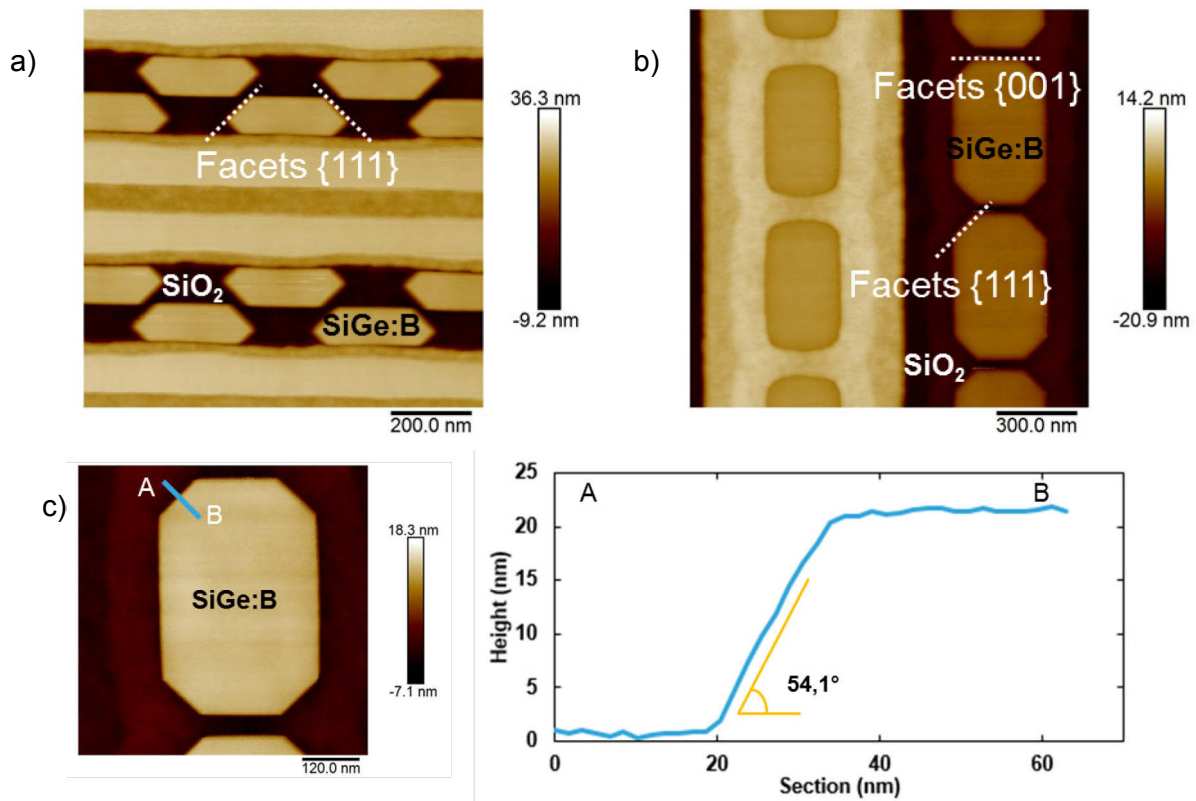 a)
36.3 nm
-9.2 nm
Facets {111}
SiO2
SiGe:B
200.0 nm
b)
14.2 nm
-20.9 nm
Facets {001}
SiGe:B
Facets {111}
SiO2
300.0 nm
c)
A
B
SiGe:B
18.3 nm
-7.1 nm
120.0 nm
A
B
25
20
15
10
5
0
Height (nm)
54,1°
0
20
40
60
Section (nm)